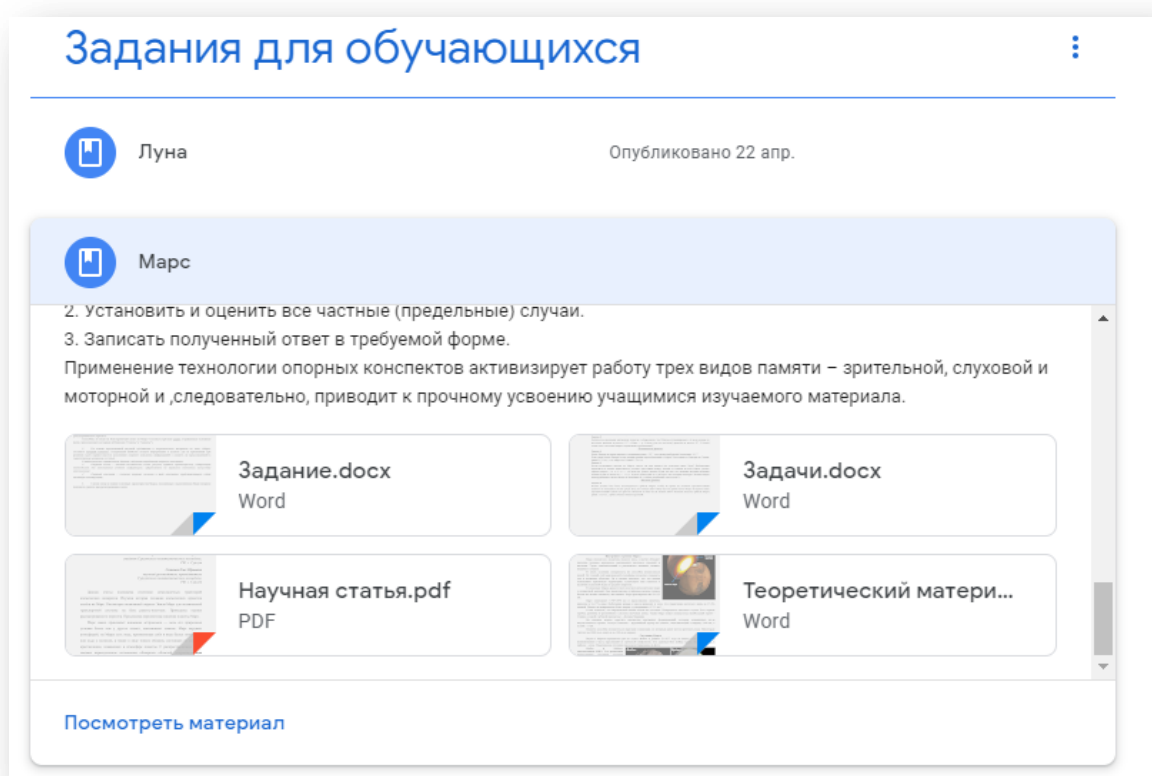 Задания для обучающихся
Луна
Опубликовано 22 апр.
Марс
2. Установить и оценить все частные (предельные) случаи.
3. Записать полученный ответ в требуемой форме.
Применение технологии опорных конспектов активизирует работу трех видов памяти – зрительной, слуховой и
моторной и ,следовательно, приводит к прочному усвоению учащимися изучаемого материала.
Задание.docx
Word
Задачи.docx
Word
Научная статья.pdf
PDF
Теоретический матери...
Word
Посмотреть материал